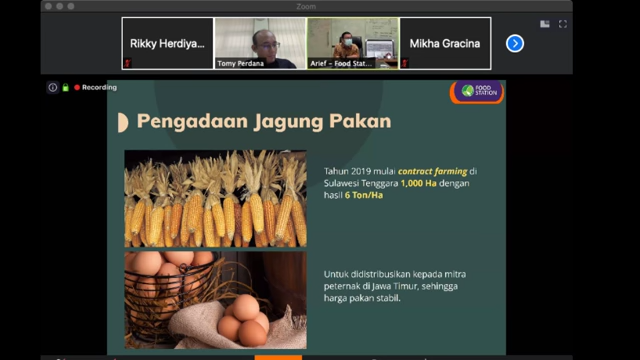 Zoom
Rikky Herdiya...
Tomy Perdana
Arief – Food Stat...
Mikha Gracina
Recording
FOOD
STATION
Pengadaan Jagung Pakan
Tahun 2019 mulai contract farming di
Sulawesi Tenggara 1,000 Ha dengan
hasil 6 Ton/Ha
Untuk didistribusikan kepada mitra
peternak di Jawa Timur, sehingga
harga pakan stabil.